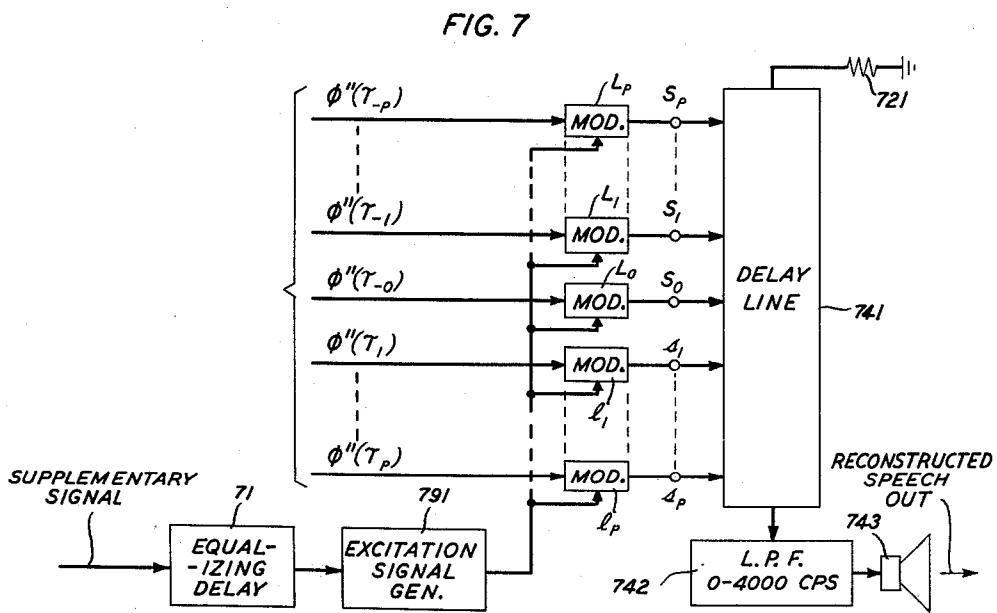 FIG. 7
721
ϕ''(τ₋ₚ)
Lₚ
MOD.
Sₚ
ϕ''(τ₋₁)
L₁
MOD.
S₁
ϕ''(τ₋₀)
L₀
MOD.
S₀
DELAY
LINE
741
ϕ''(τ₁)
MOD.
ℓ₁
s₁
ϕ''(τₚ)
MOD.
ℓₚ
sₚ
SUPPLEMENTARY
SIGNAL
71
EQUAL-
-IZING
DELAY
791
EXCITATION
SIGNAL
GEN.
742
L. P. F.
0-4000 CPS
743
RECONSTRUCTED
SPEECH
OUT